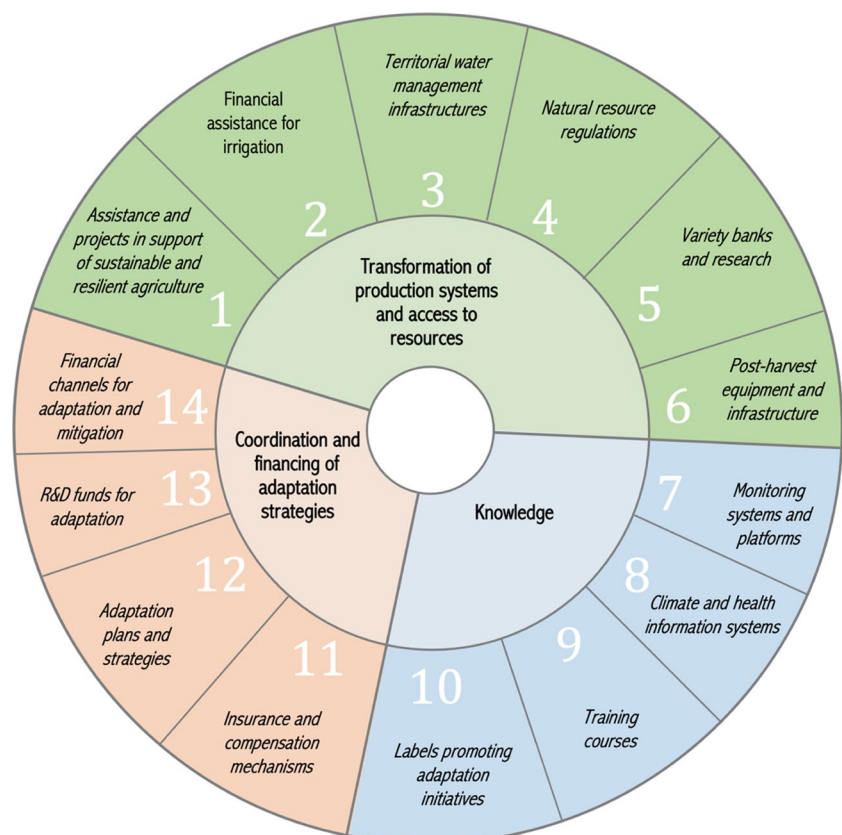 Transformation of
production systems
and access to
resources
1
Assistance and
projects in support
of sustainable and
resilient agriculture
2
Financial
assistance for
irrigation
3
Territorial water
management
infrastructures
4
Natural resource
regulations
5
Variety banks
and research
6
Post-harvest
equipment and
infrastructure
Knowledge
7
Monitoring
systems and
platforms
8
Climate and health
information systems
9
Training
courses
10
Labels promoting
adaptation
initiatives
Coordination and
financing of
adaptation
strategies
11
Insurance and
compensation
mechanisms
12
Adaptation
plans and
strategies
13
R&D funds for
adaptation
14
Financial
channels for
adaptation and
mitigation